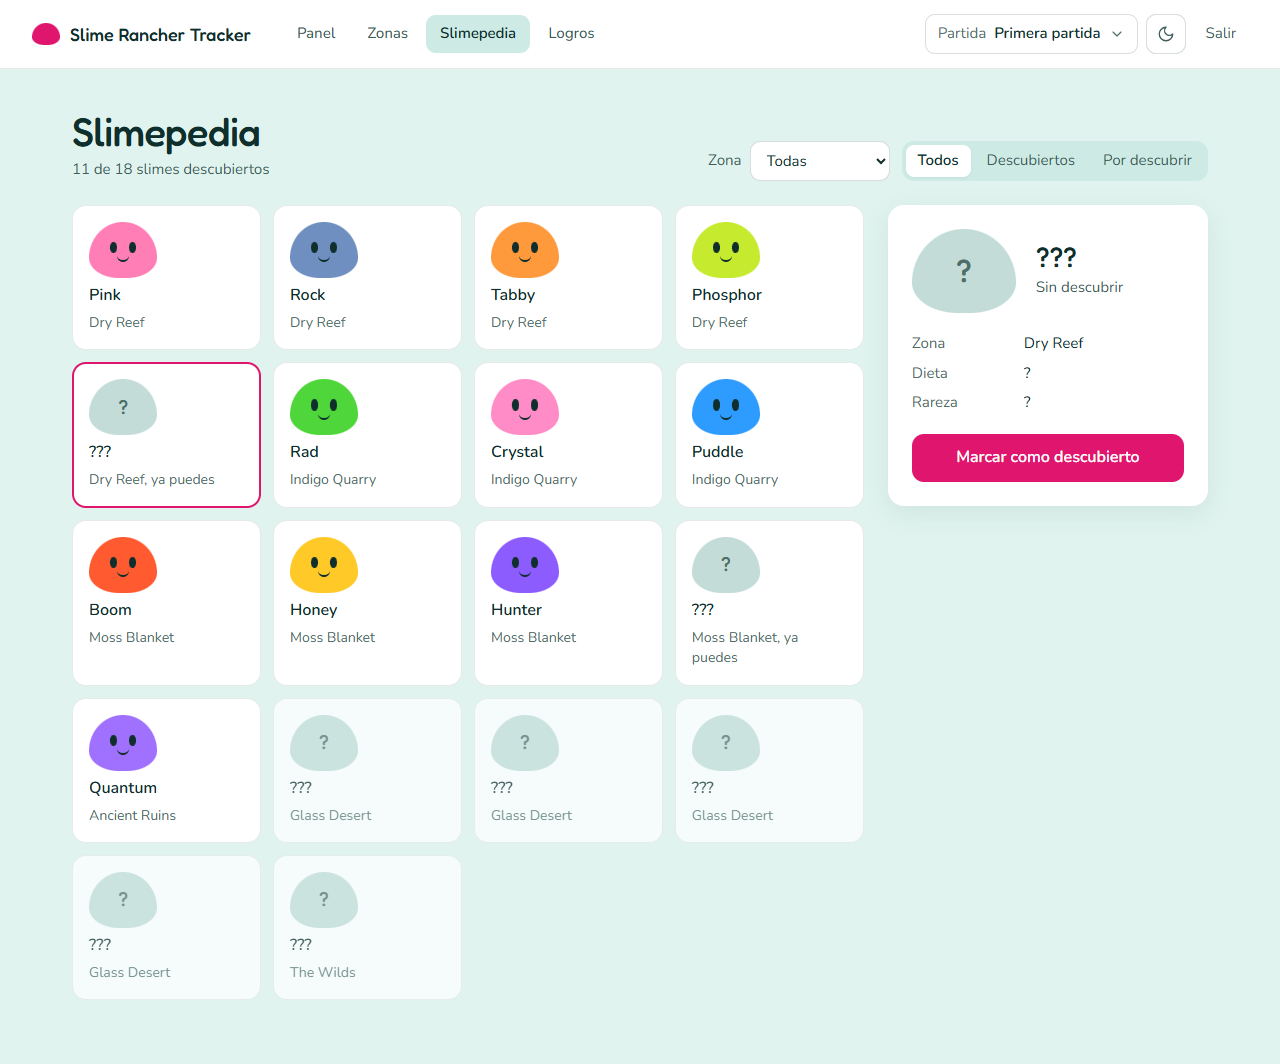 Slime Rancher Tracker
Panel
Zonas
Slimepedia
Logros
Partida Primera partida
Salir
Slimepedia
11 de 18 slimes descubiertos
Zona
Todas
Todos
Descubiertos
Por descubrir
Pink
Dry Reef
Rock
Dry Reef
Tabby
Dry Reef
Phosphor
Dry Reef
?
???
Dry Reef, ya puedes
Rad
Indigo Quarry
Crystal
Indigo Quarry
Puddle
Indigo Quarry
Boom
Moss Blanket
Honey
Moss Blanket
Hunter
Moss Blanket
?
???
Moss Blanket, ya
puedes
Quantum
Ancient Ruins
?
???
Glass Desert
?
???
Glass Desert
?
???
Glass Desert
?
???
Glass Desert
?
???
The Wilds
?
???
Sin descubrir
Zona Dry Reef
Dieta ?
Rareza ?
Marcar como descubierto